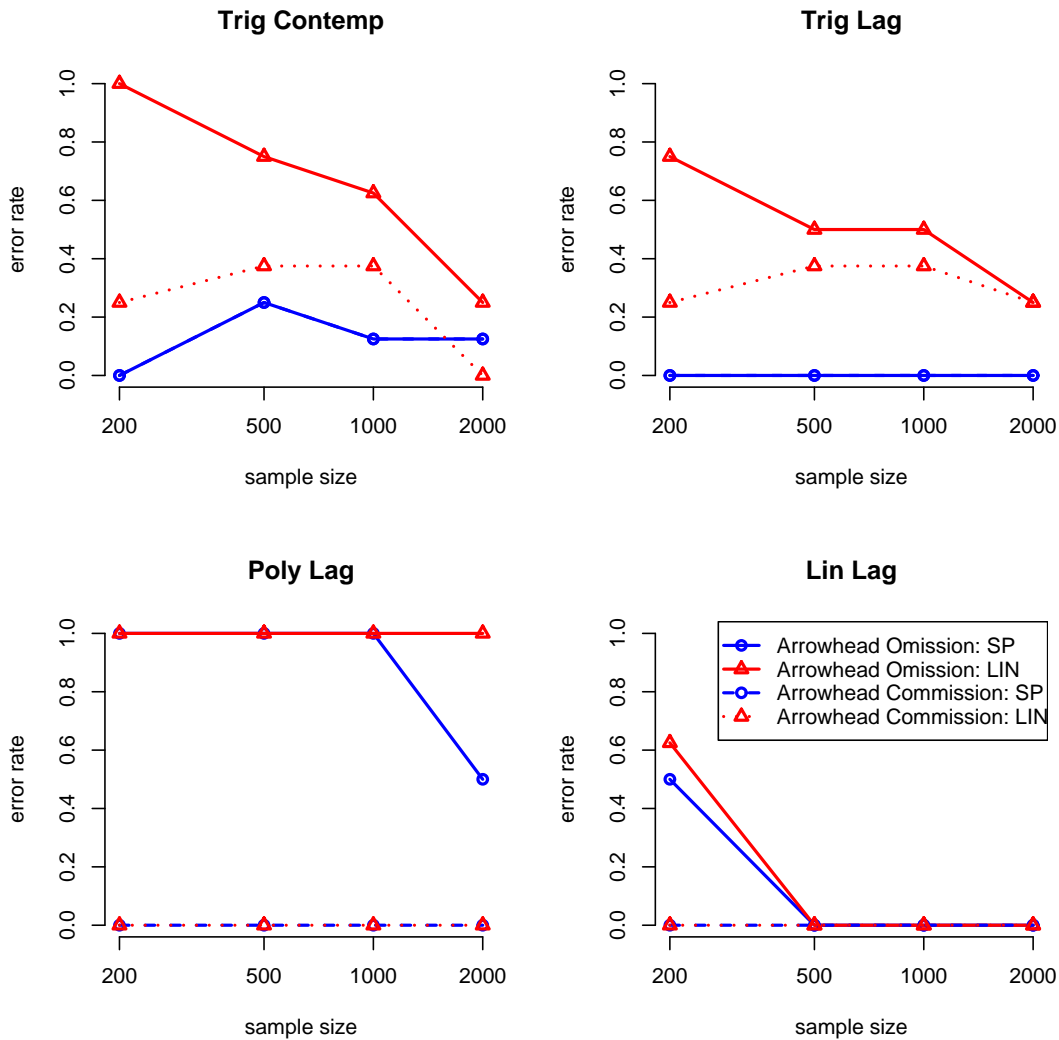 Trig Contemp
error rate
0.0 0.2 0.4 0.6 0.8 1.0
200 500 1000 2000
sample size
Trig Lag
error rate
0.0 0.2 0.4 0.6 0.8 1.0
200 500 1000 2000
sample size
Poly Lag
error rate
0.0 0.2 0.4 0.6 0.8 1.0
200 500 1000 2000
sample size
Lin Lag
error rate
0.0 0.2 0.4 0.6 0.8 1.0
Arrowhead Omission: SP
Arrowhead Omission: LIN
Arrowhead Commission: SP
Arrowhead Commission: LIN
200 500 1000 2000
sample size